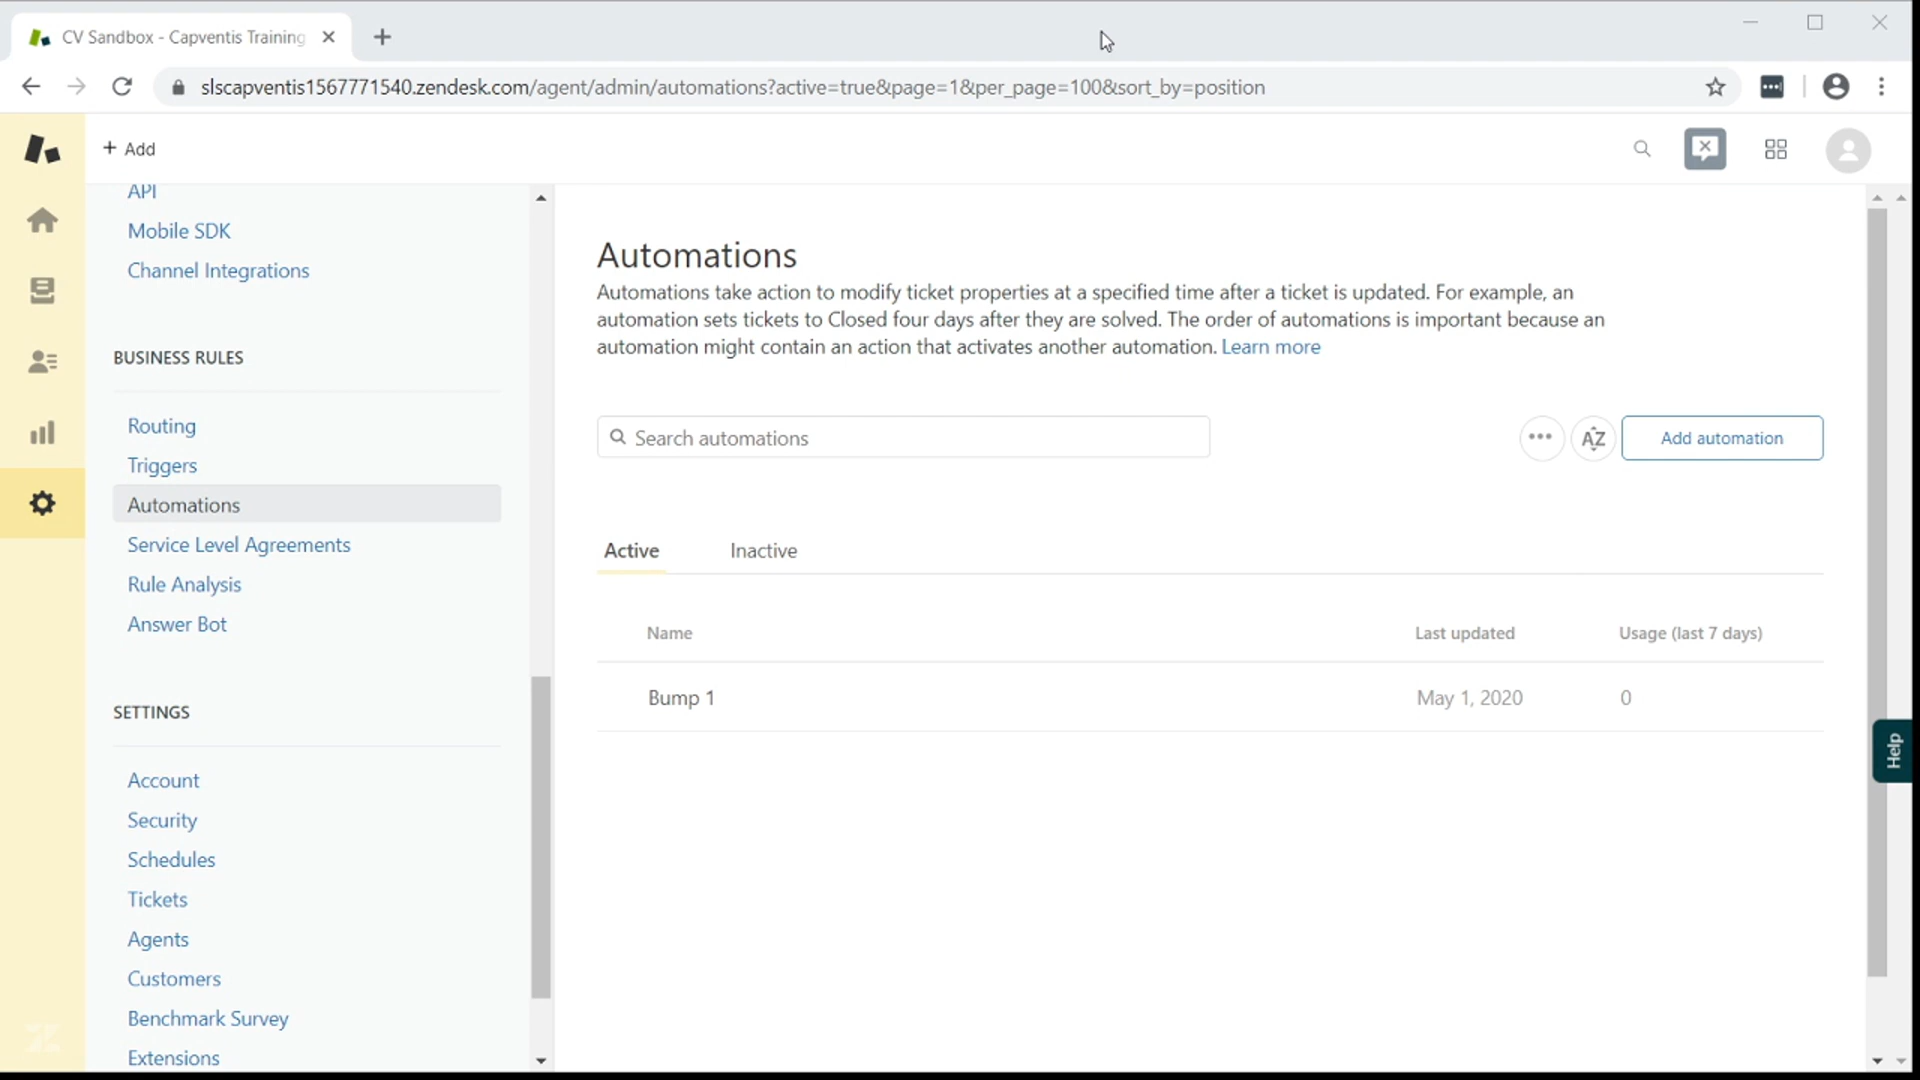 CV Sandbox - Capventis Training
slscapventis1567771540.zendesk.com/agent/admin/automations?active=true&page=1&per_page=100&sort_by=position
+ Add
API
Mobile SDK
Channel Integrations
BUSINESS RULES
Routing
Triggers
Automations
Service Level Agreements
Rule Analysis
Answer Bot
SETTINGS
Account
Security
Schedules
Tickets
Agents
Customers
Benchmark Survey
Extensions
Automations
Automations take action to modify ticket properties at a specified time after a ticket is updated. For example, an
automation sets tickets to Closed four days after they are solved. The order of automations is important because an
automation might contain an action that activates another automation. Learn more
Search automations
AZ
Add automation
Active Inactive
Name Last updated Usage (last 7 days)
Bump 1 May 1, 2020 0
Help